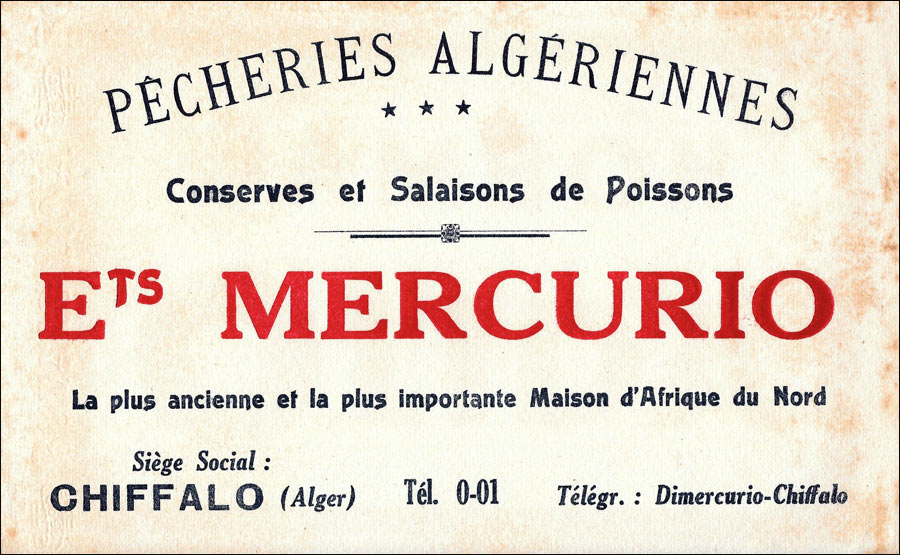 PÊCHERIES ALGÉRIENNES
★ ★ ★
Conserves et Salaisons de Poissons
ETS MERCURIO
La plus ancienne et la plus importante Maison d'Afrique du Nord
Siège Social :
CHIFFALO (Alger) Tél. 0-01 Télégr. : Dimercurio-Chiffalo